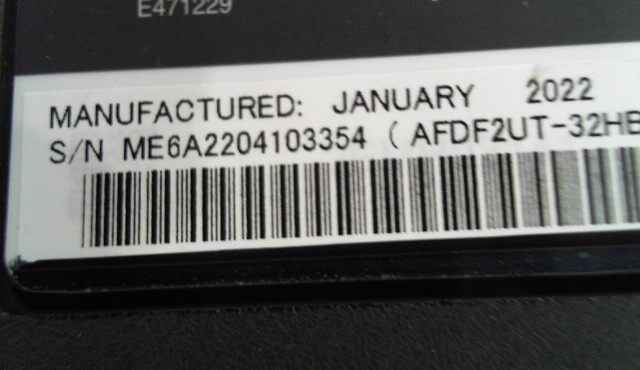 E471229
MANUFACTURED: JANUARY 2022
S/N ME6A2204103354 ( AFDF2UT-32HB